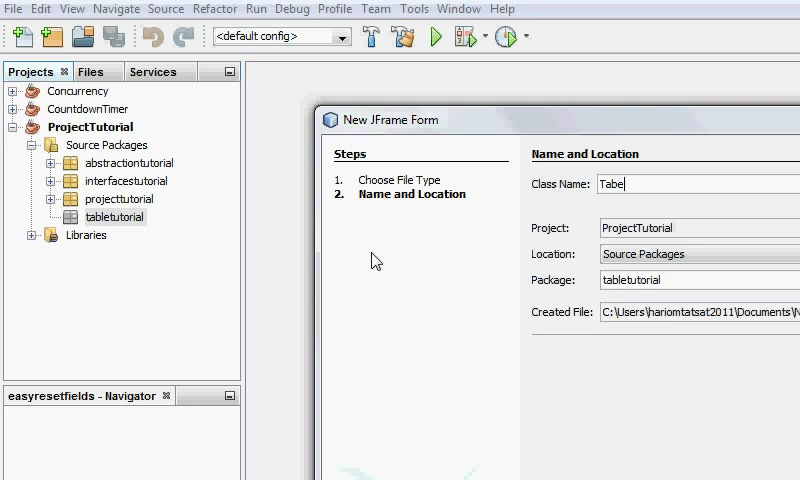 File Edit View Navigate Source Refactor Run Debug Profile Team Tools Window Help
<default config>
Projects Files Services
Concurrency
CountdownTimer
ProjectTutorial
Source Packages
abstractiontutorial
interfacestutorial
projecttutorial
tabletutorial
Libraries
easyresetfields - Navigator
New JFrame Form
Steps
1. Choose File Type
2. Name and Location
Name and Location
Class Name: Tabe
Project: ProjectTutorial
Location: Source Packages
Package: tabletutorial
Created File: C:\Users\hariomtatsat2011\Documents\N